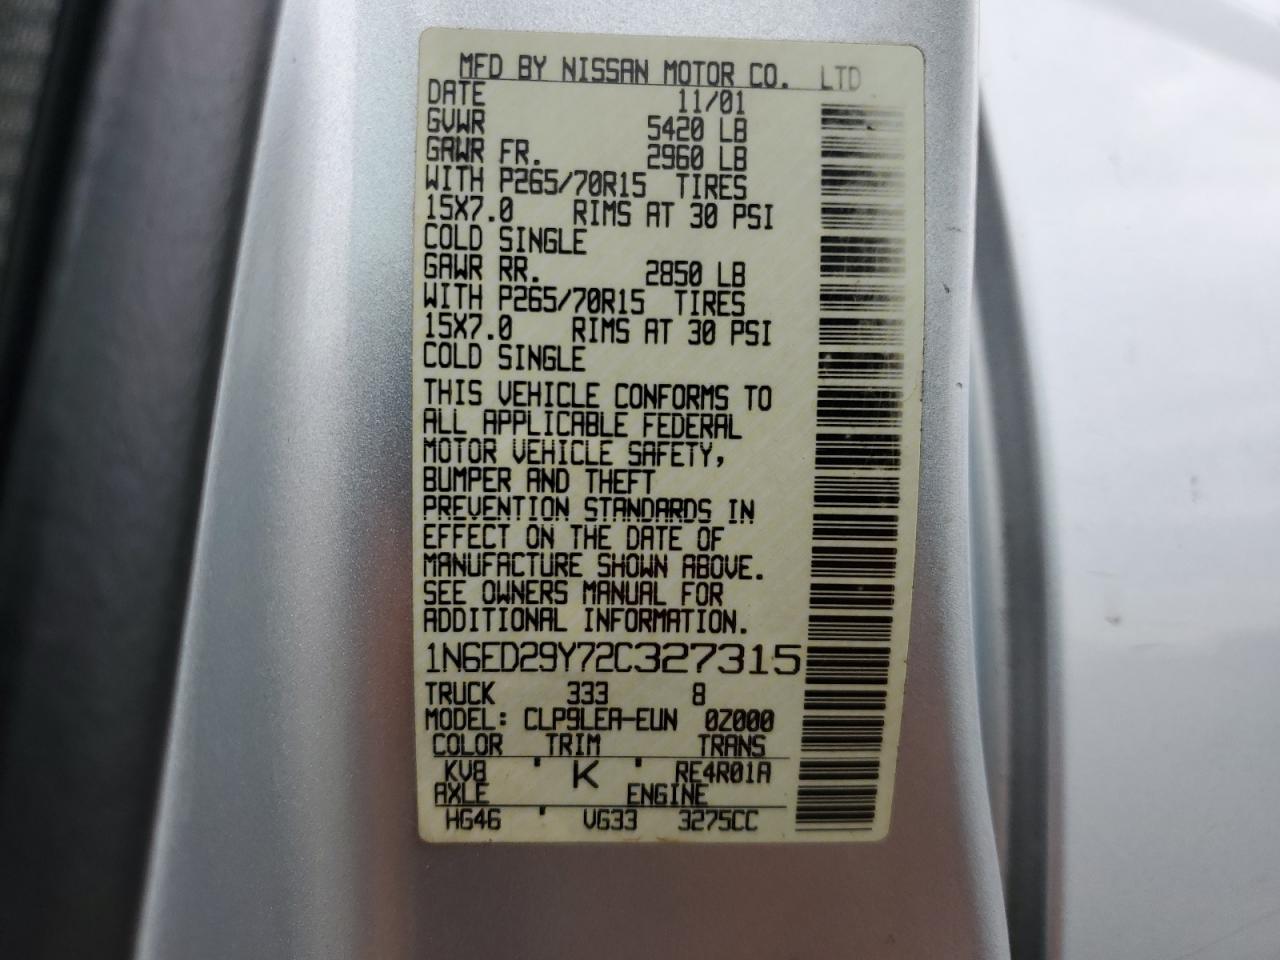 MFD BY NISSAN MOTOR CO. LTD
DATE 11/01
GVWR 5420 LB
GAWR FR. 2960 LB
WITH P265/70R15 TIRES
15X7.0 RIMS AT 30 PSI
COLD SINGLE
GAWR RR. 2850 LB
WITH P265/70R15 TIRES
15X7.0 RIMS AT 30 PSI
COLD SINGLE
THIS VEHICLE CONFORMS TO
ALL APPLICABLE FEDERAL
MOTOR VEHICLE SAFETY,
BUMPER AND THEFT
PREVENTION STANDARDS IN
EFFECT ON THE DATE OF
MANUFACTURE SHOWN ABOVE.
SEE OWNERS MANUAL FOR
ADDITIONAL INFORMATION.
1N6ED29Y72C327315
TRUCK 333 8
MODEL: CLP9LEA-EUN 0Z000
COLOR TRIM TRANS
KV8 ' K ' RE4R01A
AXLE ENGINE
HG46 ' VG33 3275CC